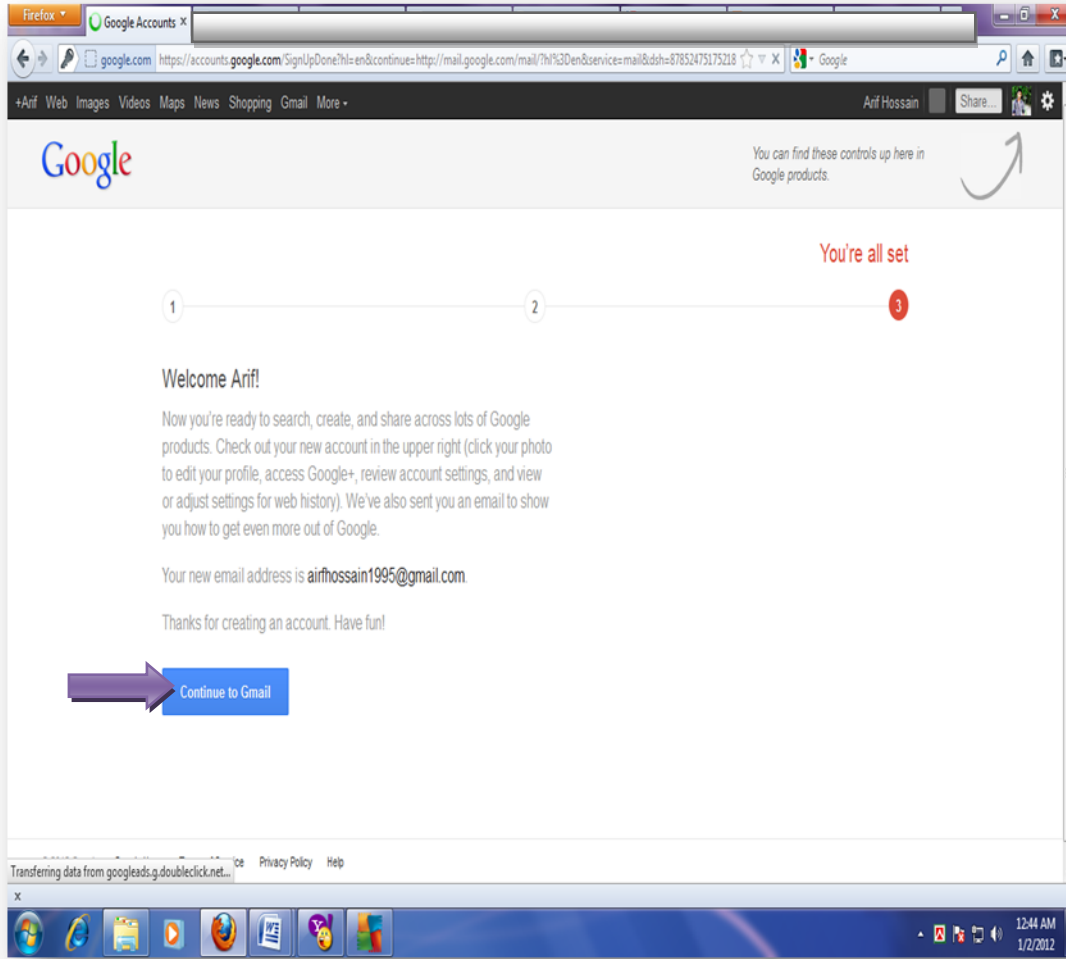 Firefox
Google Accounts ×
google.com https://accounts.google.com/SignUpDone?hl=en&continue=http://mail.google.com/mail/?hl%3Den&service=mail&dsh=87852475175218 Google
+Arif Web Images Videos Maps News Shopping Gmail More
Arif Hossain Share...
Google
You can find these controls up here in
Google products.
You're all set
1 2 3
Welcome Arif!
Now you're ready to search, create, and share across lots of Google
products. Check out your new account in the upper right (click your photo
to edit your profile, access Google+, review account settings, and view
or adjust settings for web history). We've also sent you an email to show
you how to get even more out of Google.
Your new email address is airfhossain1995@gmail.com.
Thanks for creating an account. Have fun!
Continue to Gmail
Privacy Policy Help
Transferring data from googleads.g.doubleclick.net...
x
12:44 AM
1/2/2012